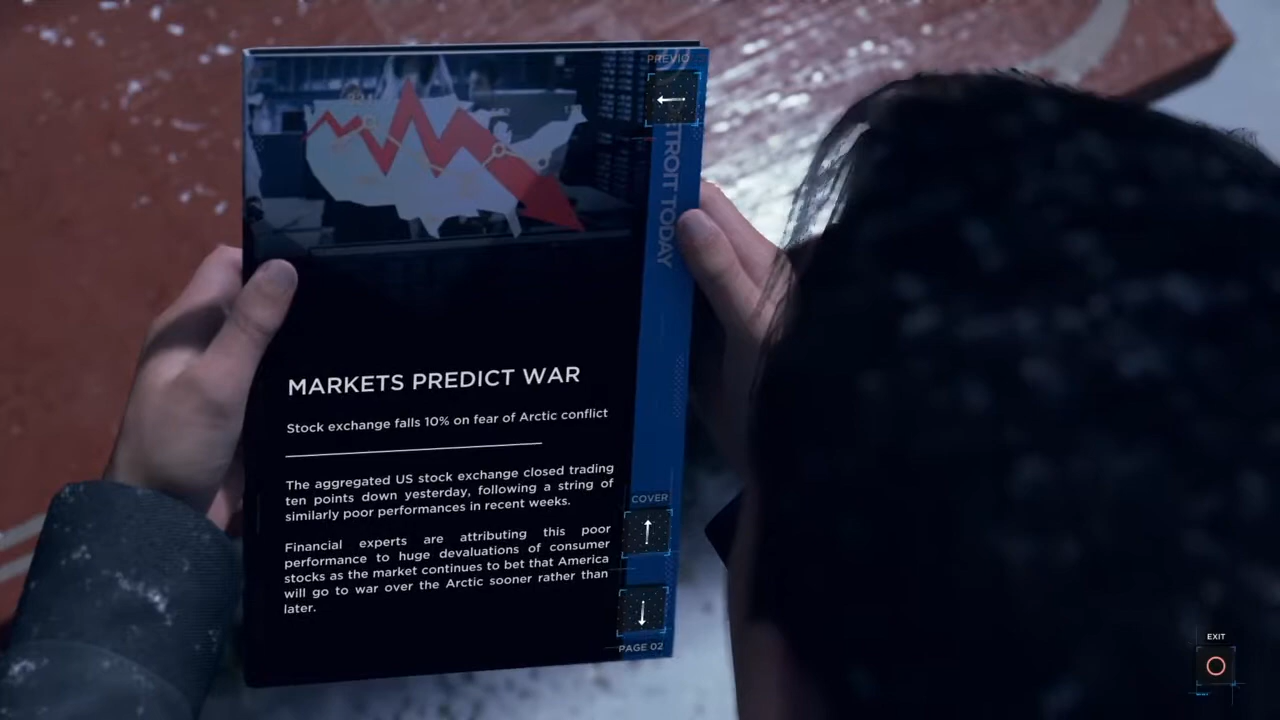 PREVIO
TROIT TODAY
MARKETS PREDICT WAR
Stock exchange falls 10% on fear of Arctic conflict
The aggregated US stock exchange closed trading
ten points down yesterday, following a string of
similarly poor performances in recent weeks.
Financial experts are attributing this poor
performance to huge devaluations of consumer
stocks as the market continues to bet that America
will go to war over the Arctic sooner rather than
later.
COVER
PAGE 02
EXIT